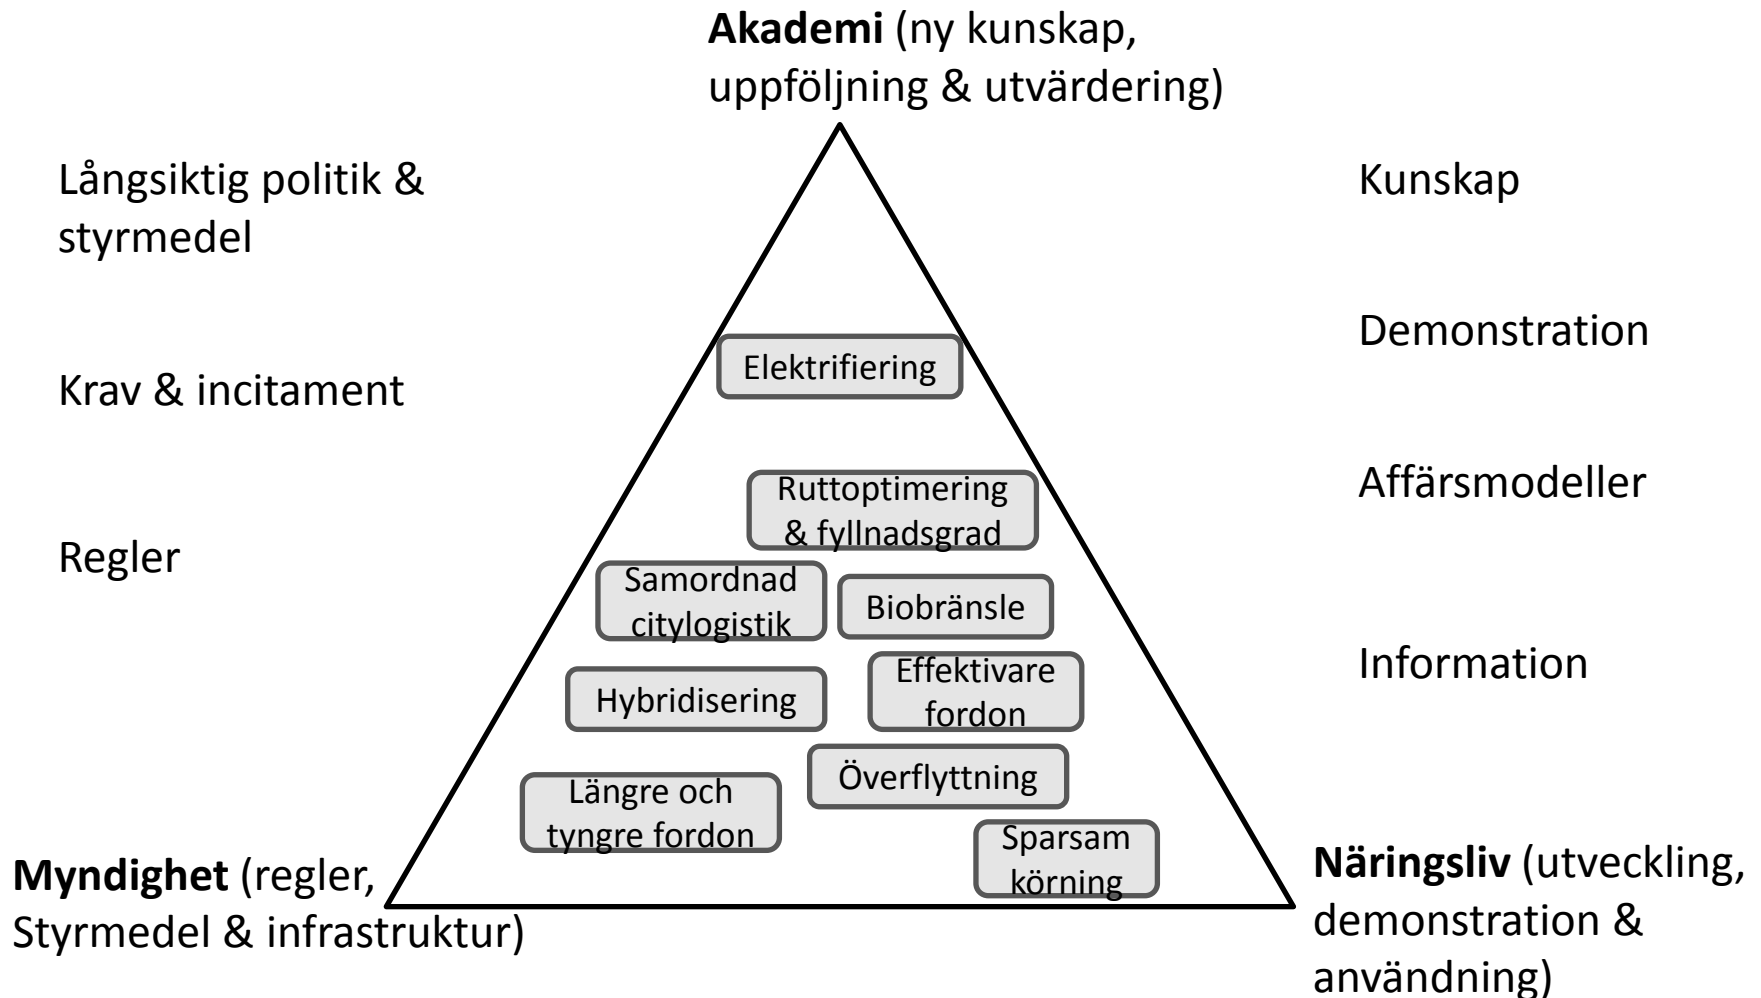 Akademi (ny kunskap,
uppföljning & utvärdering)
Långsiktig politik &
styrmedel
Krav & incitament
Regler
Kunskap
Demonstration
Affärsmodeller
Information
Elektrifiering
Ruttoptimering
& fyllnadsgrad
Samordnad
citylogistik
Biobränsle
Hybridisering
Effektivare
fordon
Överflyttning
Längre och
tyngre fordon
Sparsam
körning
Myndighet (regler,
Styrmedel & infrastruktur)
Näringsliv (utveckling,
demonstration &
användning)